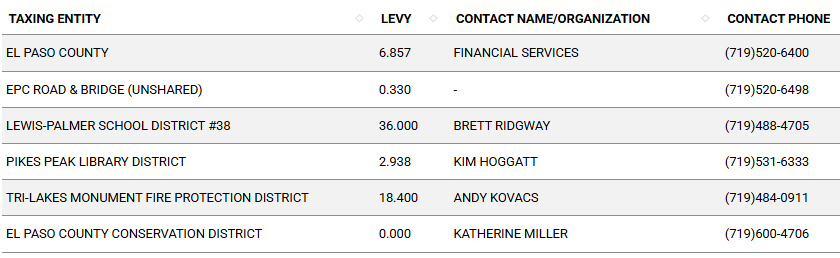 TAXING ENTITY LEVY CONTACT NAME/ORGANIZATION CONTACT PHONE
EL PASO COUNTY 6.857 FINANCIAL SERVICES (719)520-6400
EPC ROAD & BRIDGE (UNSHARED) 0.330 - (719)520-6498
LEWIS-PALMER SCHOOL DISTRICT #38 36.000 BRETT RIDGWAY (719)488-4705
PIKES PEAK LIBRARY DISTRICT 2.938 KIM HOGGATT (719)531-6333
TRI-LAKES MONUMENT FIRE PROTECTION DISTRICT 18.400 ANDY KOVACS (719)484-0911
EL PASO COUNTY CONSERVATION DISTRICT 0.000 KATHERINE MILLER (719)600-4706